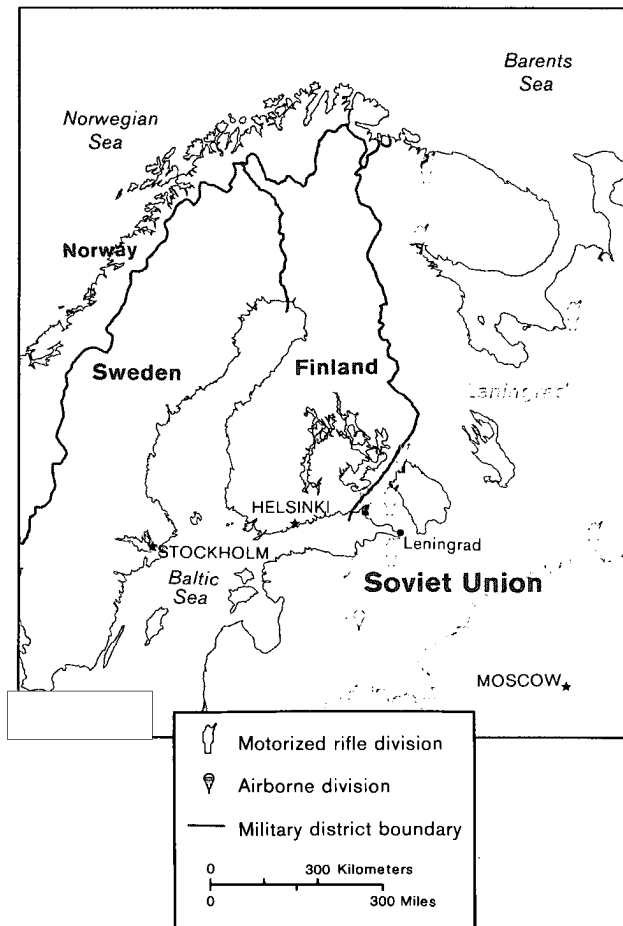 Barents
Sea
Norwegian
Sea
Norway
Sweden
Finland
Leningrad
HELSINKI
STOCKHOLM
Leningrad
Baltic
Sea
Soviet Union
MOSCOW
Motorized rifle division
Airborne division
Military district boundary
0 300 Kilometers
0 300 Miles